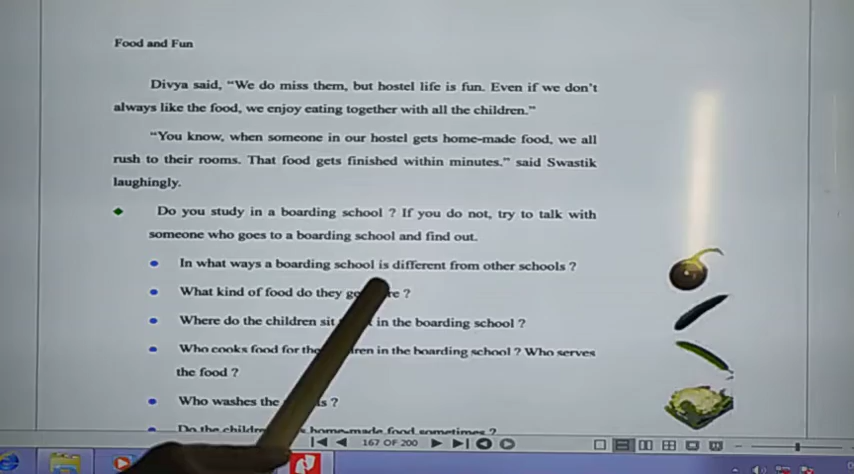 Food and Fun
Divya said, "We do miss them, but hostel life is fun. Even if we don't
always like the food, we enjoy eating together with all the children."
"You know, when someone in our hostel gets home-made food, we all
rush to their rooms. That food gets finished within minutes." said Swastik
laughingly.
Do you study in a boarding school ? If you do not, try to talk with
someone who goes to a boarding school and find out.
In what ways a boarding school is different from other schools ?
What kind of food do they ?
Where do the children sit in the boarding school ?
Who cooks food for the in the boarding school ? Who serves
the food ?
Who washes the ?
Do the home-made food sometimes ?
167 OF 200